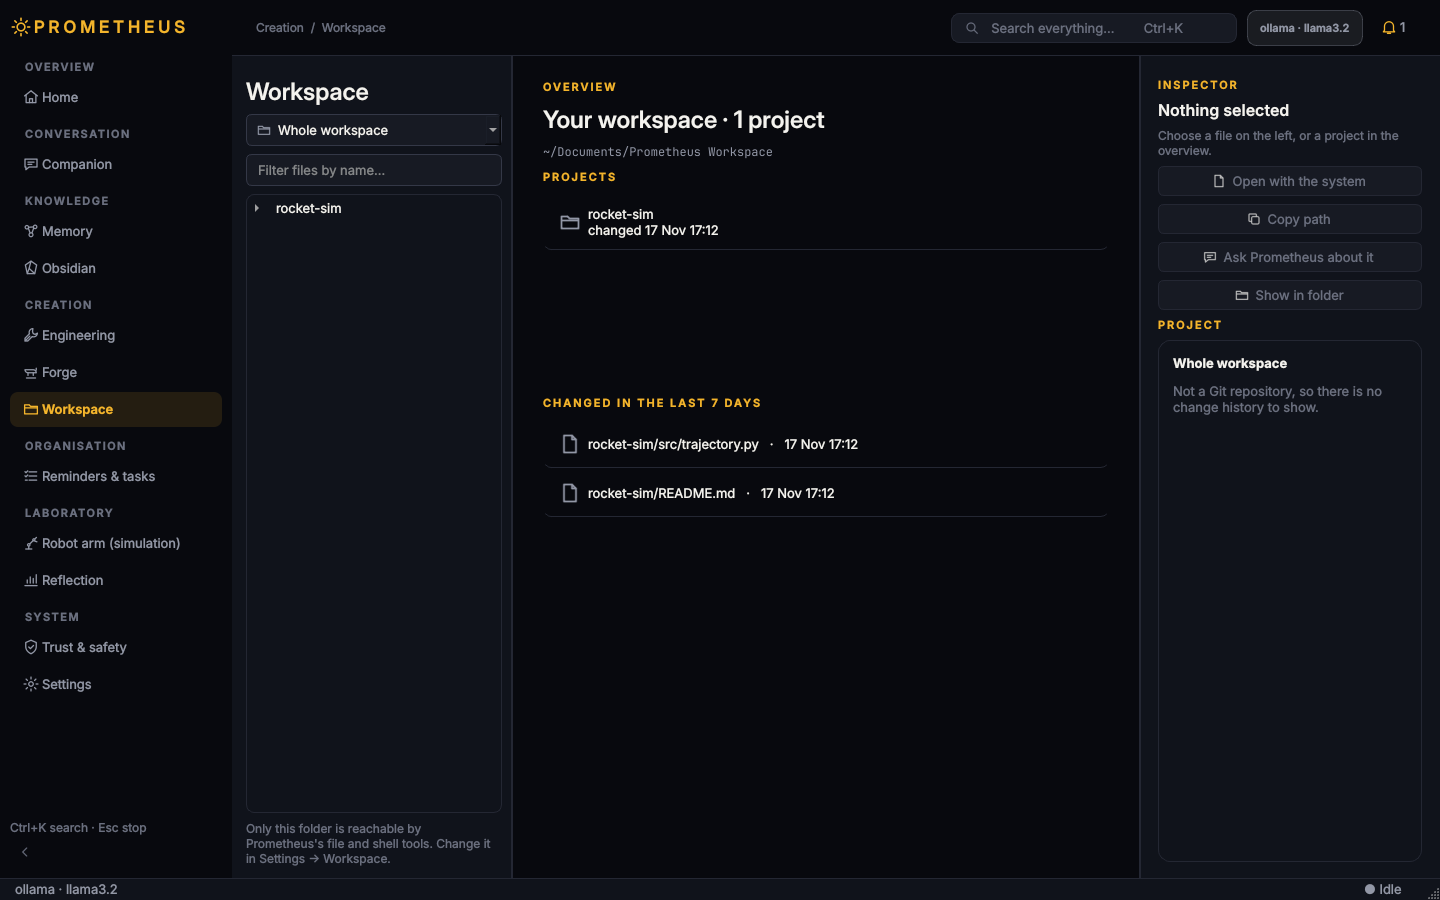 PROMETHEUS
OVERVIEW
Home
CONVERSATION
Companion
KNOWLEDGE
Memory
Obsidian
CREATION
Engineering
Forge
Workspace
ORGANISATION
Reminders & tasks
LABORATORY
Robot arm (simulation)
Reflection
SYSTEM
Trust & safety
Settings
Ctrl+K search · Esc stop
Creation / Workspace
Search everything... Ctrl+K
ollama · llama3.2
1
Workspace
Whole workspace
Filter files by name...
rocket-sim
Only this folder is reachable by
Prometheus's file and shell tools. Change it
in Settings → Workspace.
OVERVIEW
Your workspace · 1 project
~/Documents/Prometheus Workspace
PROJECTS
rocket-sim
changed 17 Nov 17:12
CHANGED IN THE LAST 7 DAYS
rocket-sim/src/trajectory.py · 17 Nov 17:12
rocket-sim/README.md · 17 Nov 17:12
INSPECTOR
Nothing selected
Choose a file on the left, or a project in the
overview.
Open with the system
Copy path
Ask Prometheus about it
Show in folder
PROJECT
Whole workspace
Not a Git repository, so there is no
change history to show.
ollama · llama3.2
Idle